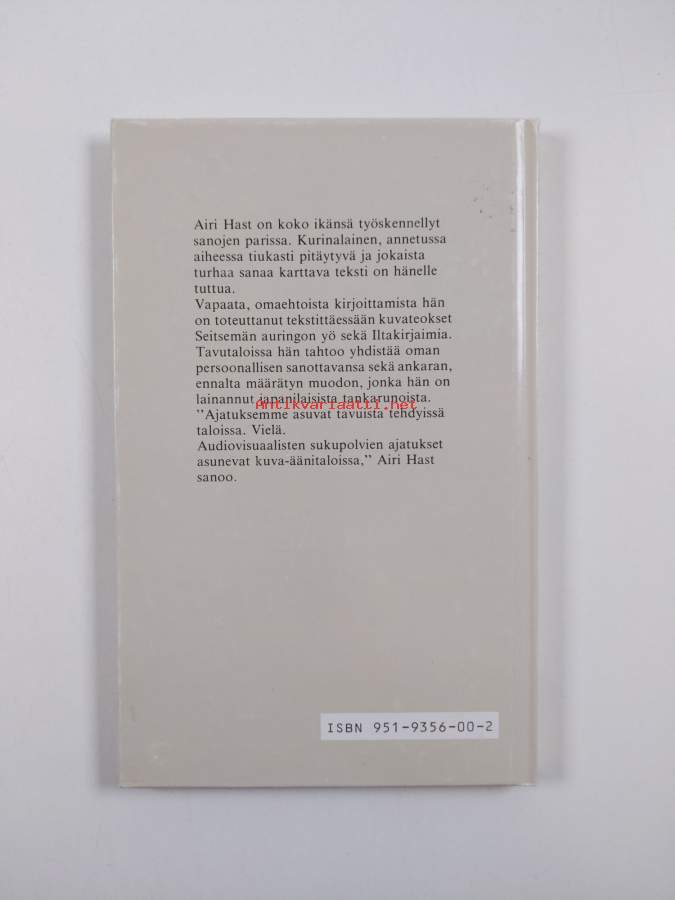 Airi Hast on koko ikänsä työskennellyt
sanojen parissa. Kurinalainen, annetussa
aiheessa tiukasti pitäytyvä ja jokaista
turhaa sanaa karttava teksti on hänelle
tuttua.
Vapaata, omaehtoista kirjoittamista hän
on toteuttanut tekstittäessään kuvateokset
Seitsemän auringon yö sekä Iltakirjaimia.
Tavutaloissa hän tahtoo yhdistää oman
persoonallisen sanottavansa sekä ankaran,
ennalta määrätyn muodon, jonka hän on
lainannut japanilaisista tankarunoista.
Antikvariaatti.net
"Ajatuksemme asuvat tavuista tehdyissä
taloissa. Vielä.
Audiovisuaalisten sukupolvien ajatukset
asunevat kuva-äänitaloissa," Airi Hast
sanoo.
ISBN 951-9356-00-2